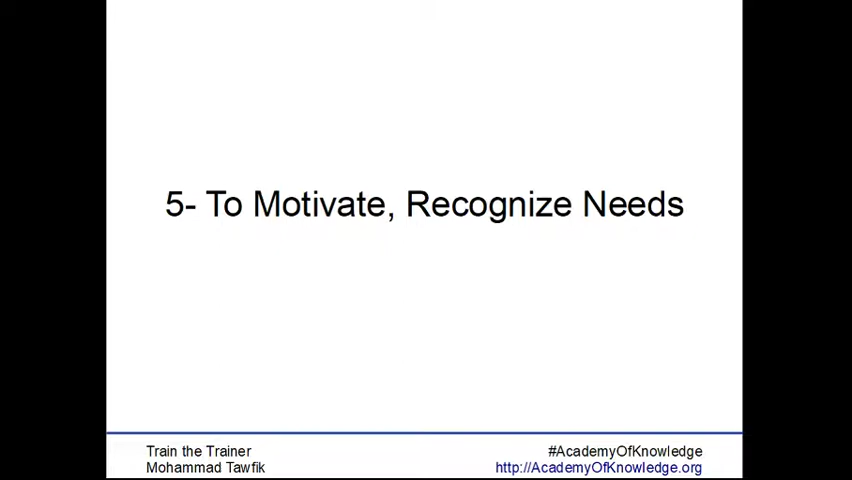 5- To Motivate, Recognize Needs
Train the Trainer
Mohammad Tawfik
#AcademyOfKnowledge
http://AcademyOfKnowledge.org